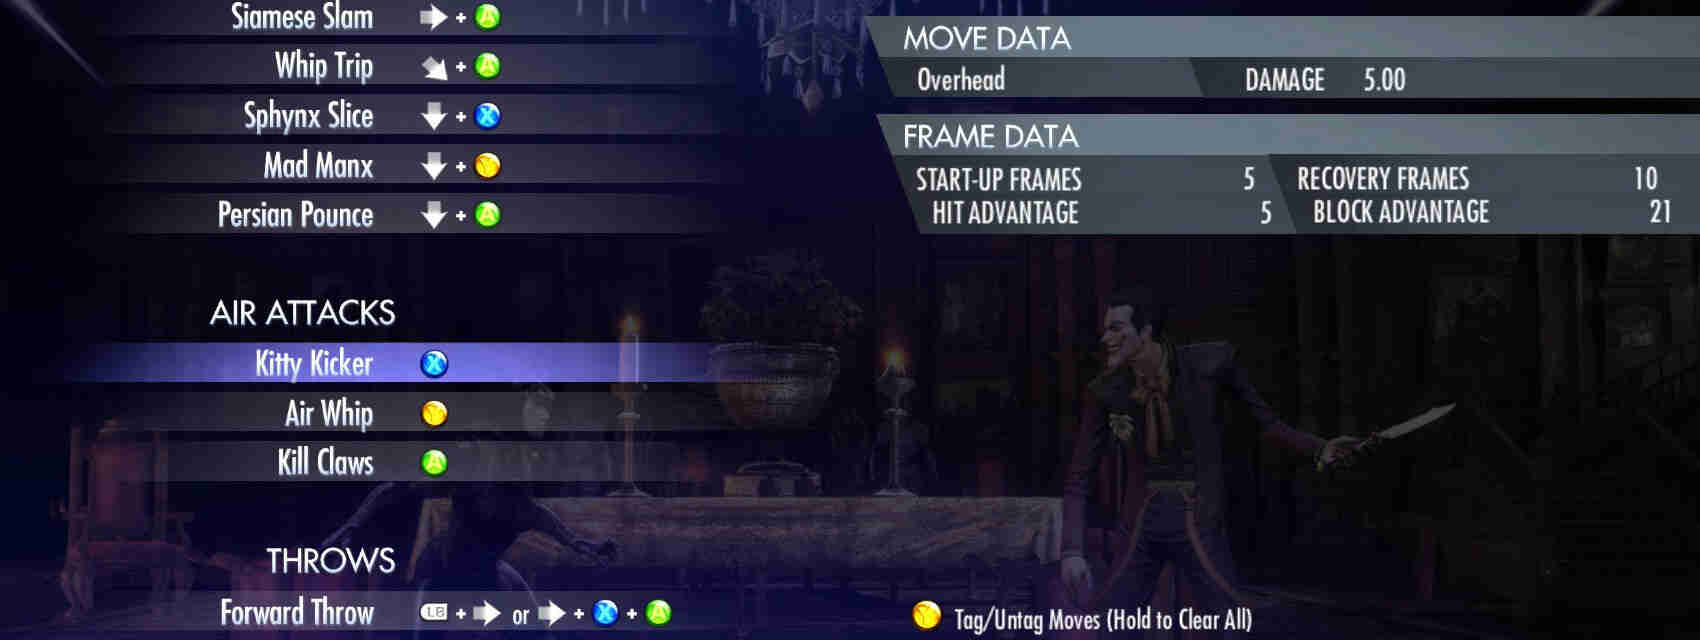 Siamese Slam + A
Whip Trip + A
Sphynx Slice + X
Mad Manx + Y
Persian Pounce + A
AIR ATTACKS
Kitty Kicker X
Air Whip Y
Kill Claws A
THROWS
Forward Throw LB + or + X + A
MOVE DATA
Overhead DAMAGE 5.00
FRAME DATA
START-UP FRAMES 5 RECOVERY FRAMES 10
HIT ADVANTAGE 5 BLOCK ADVANTAGE 21
Y Tag/Untag Moves (Hold to Clear All)